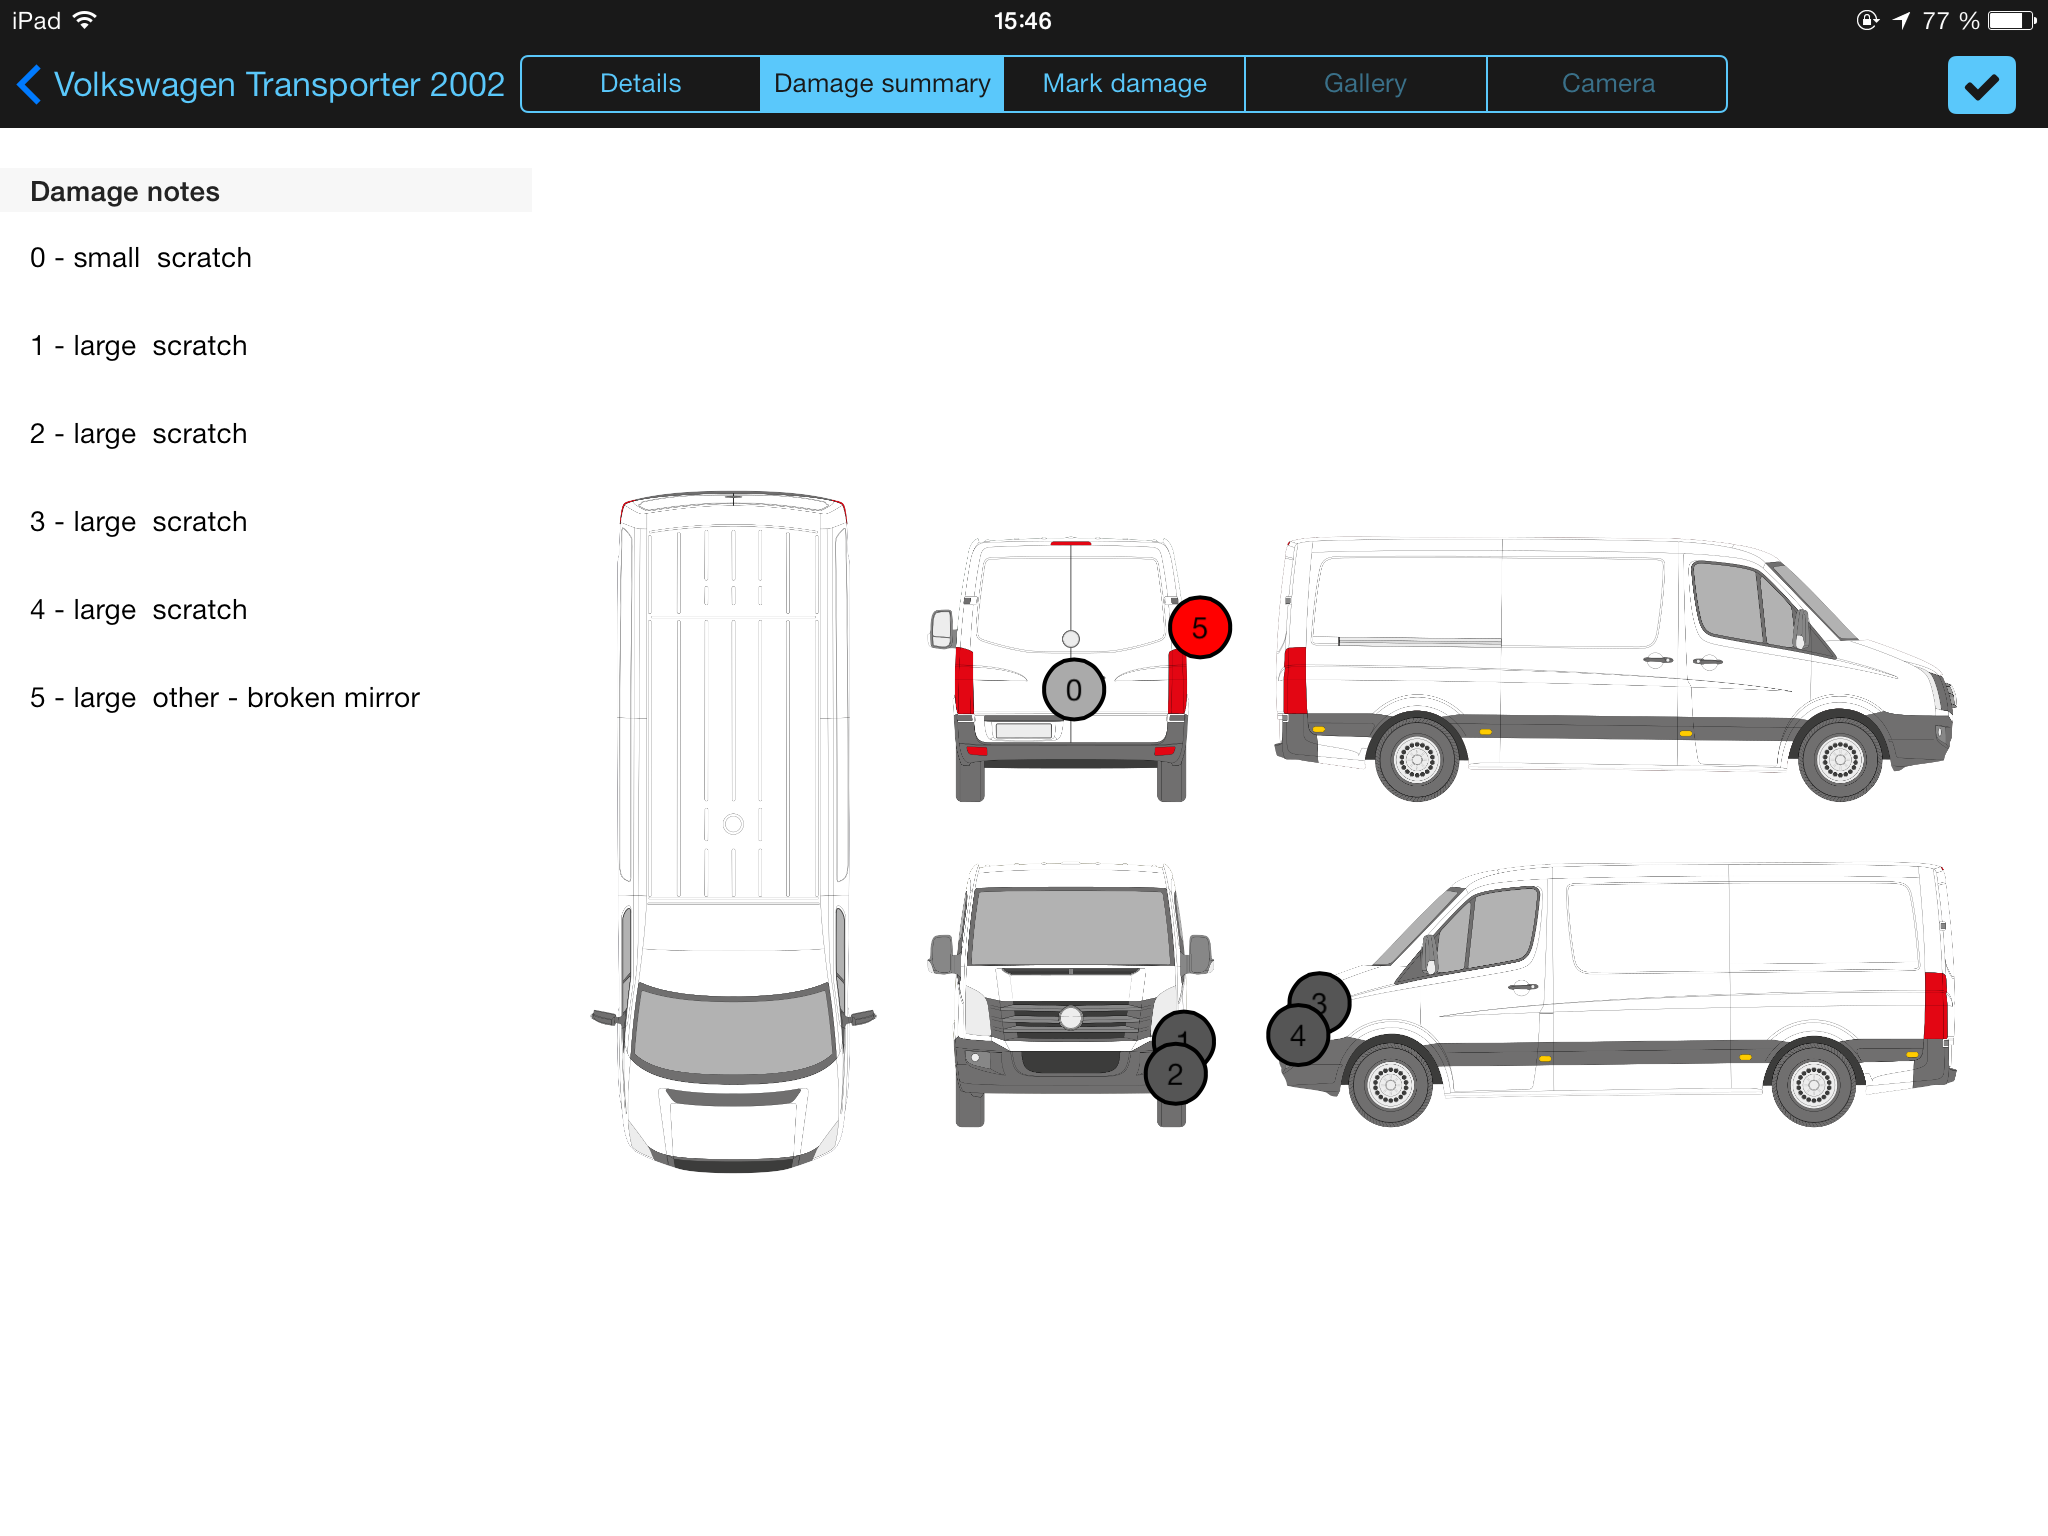 iPad 15:46 77 %
Volkswagen Transporter 2002 Details Damage summary Mark damage Gallery Camera
Damage notes
0 - small  scratch
1 - large  scratch
2 - large  scratch
3 - large  scratch
4 - large  scratch
5 - large  other - broken mirror
5
0
3
4
1
2